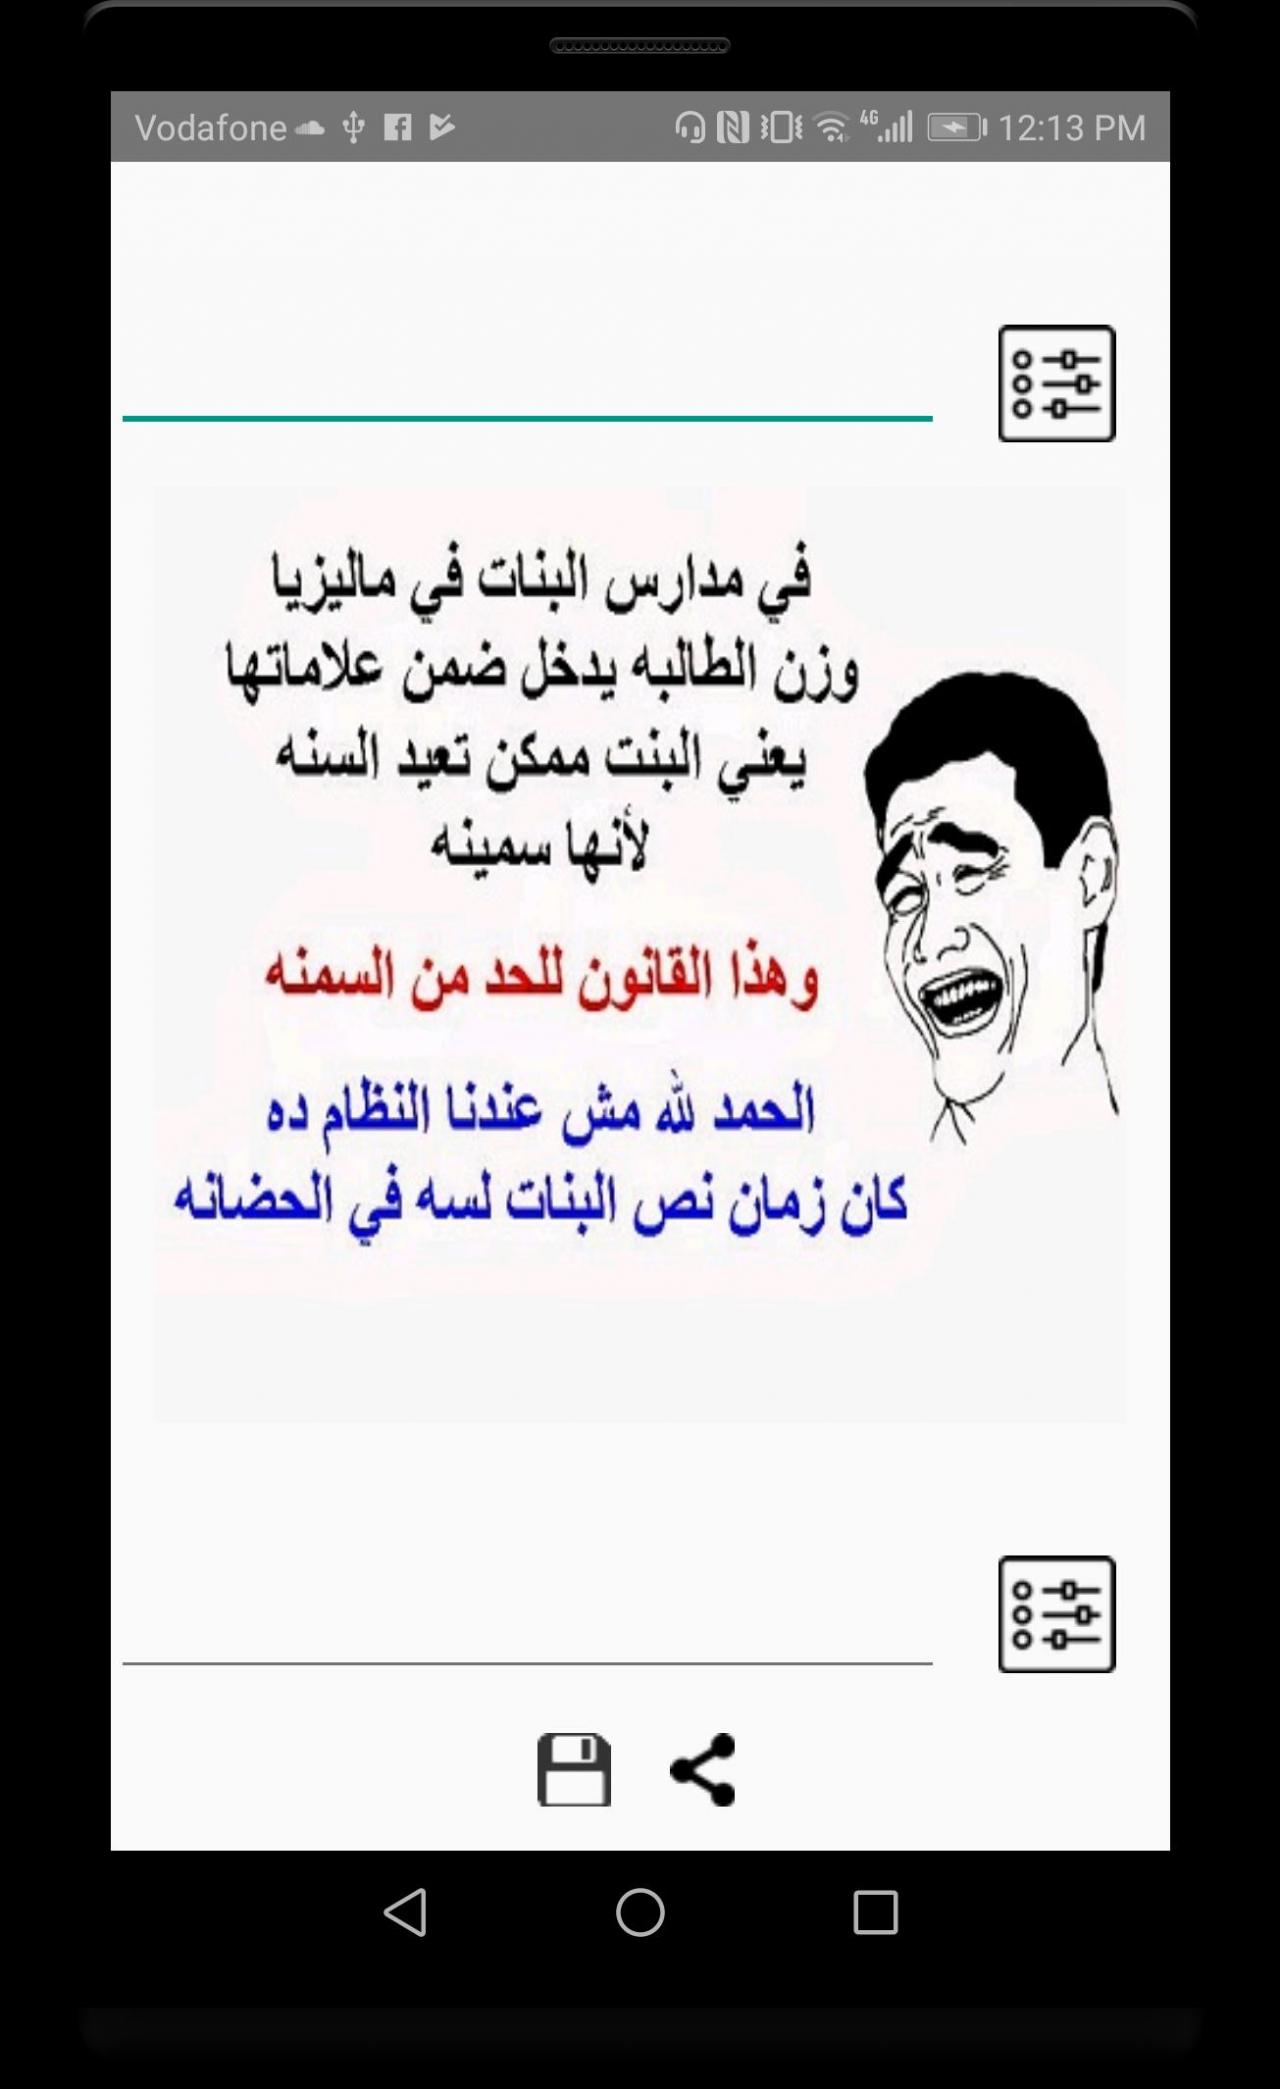 Vodafone 4G 12:13 PM
في مدارس البنات في ماليزيا
وزن الطالبه يدخل ضمن علاماتها
يعني البنت ممكن تعيد السنه
لأنها سمينه
وهذا القانون للحد من السمنه
الحمد لله مش عندنا النظام ده
كان زمان نص البنات لسه في الحضانه